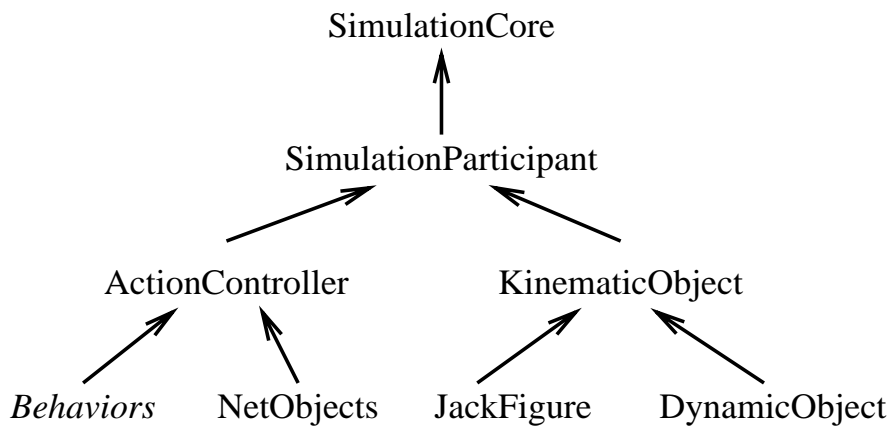 SimulationCore
SimulationParticipant
ActionController KinematicObject
Behaviors NetObjects JackFigure DynamicObject